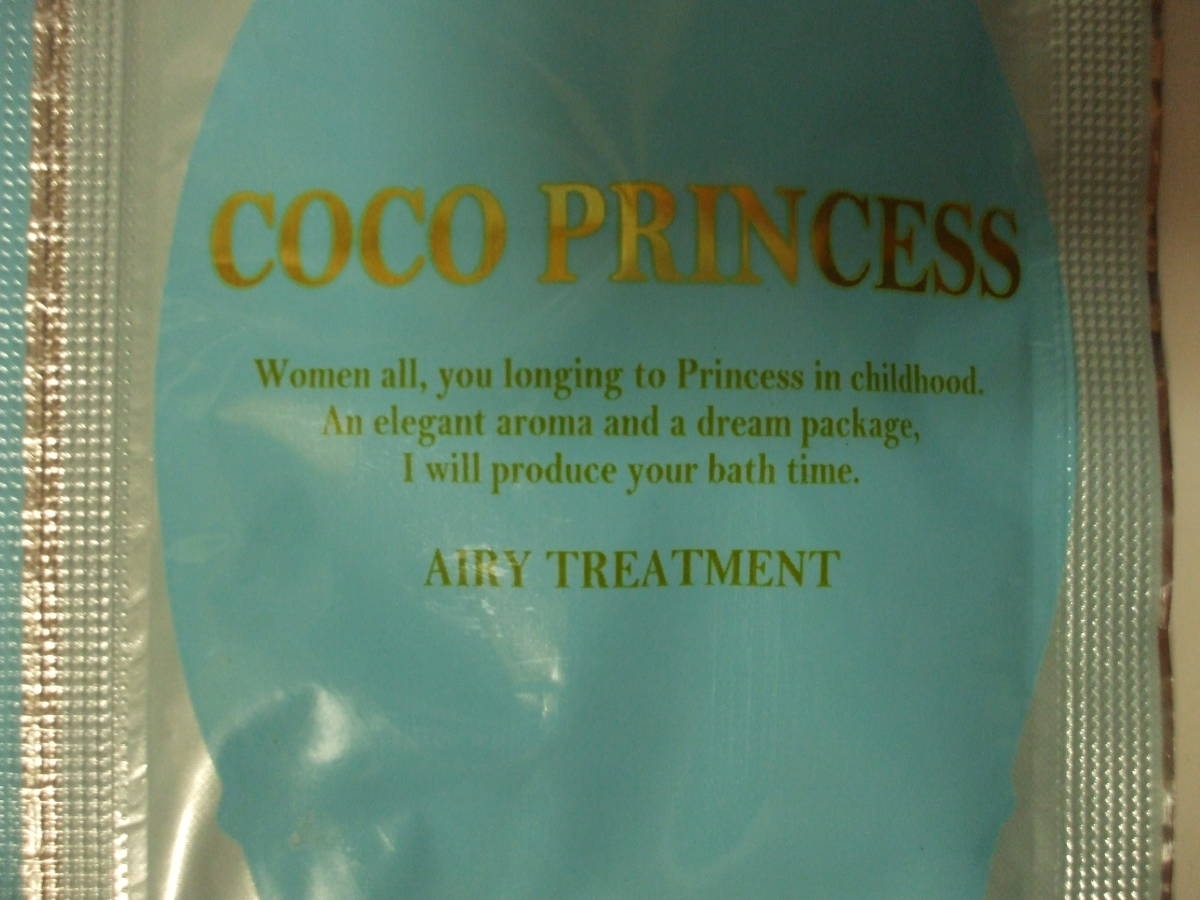 COCO PRINCESS
Women all, you longing to Princess in childhood.
An elegant aroma and a dream package,
I will produce your bath time.
AIRY TREATMENT